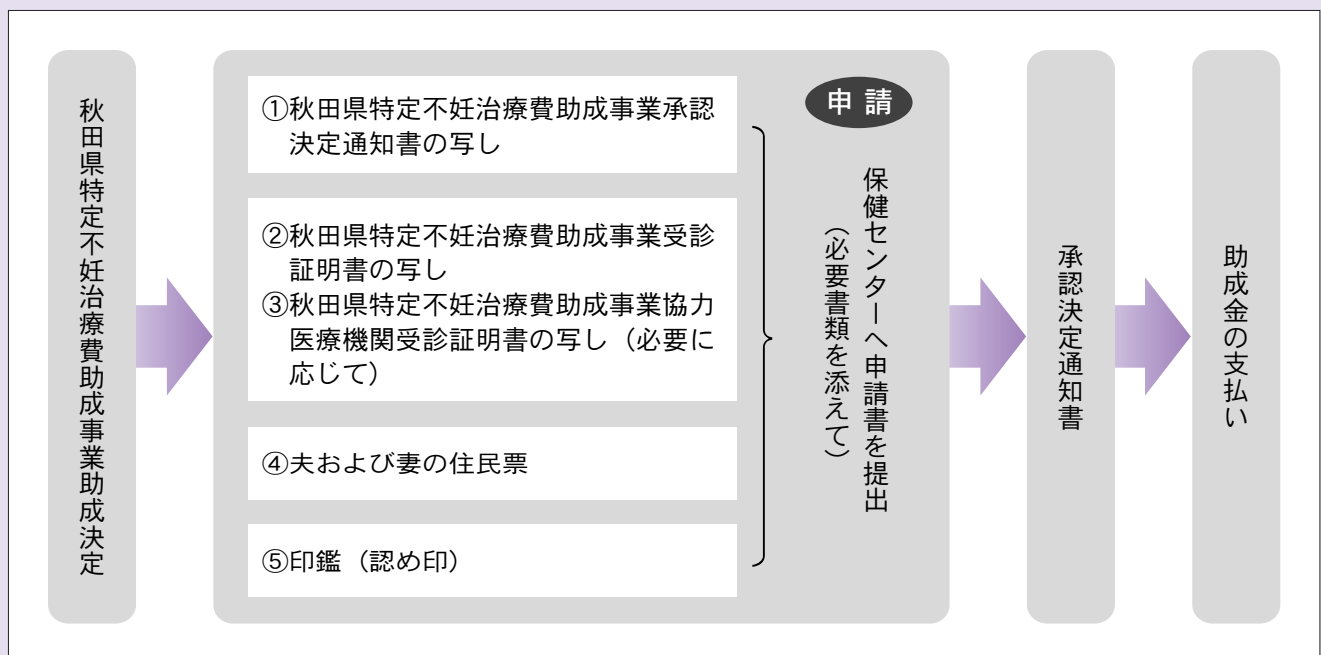 秋田県特定不妊治療費助成事業助成決定
①秋田県特定不妊治療費助成事業承認
決定通知書の写し
②秋田県特定不妊治療費助成事業受診
証明書の写し
③秋田県特定不妊治療費助成事業協力
医療機関受診証明書の写し（必要に
応じて）
④夫および妻の住民票
⑤印鑑（認め印）
申請
保健センターへ申請書を提出
（必要書類を添えて）
承認決定通知書
助成金の支払い